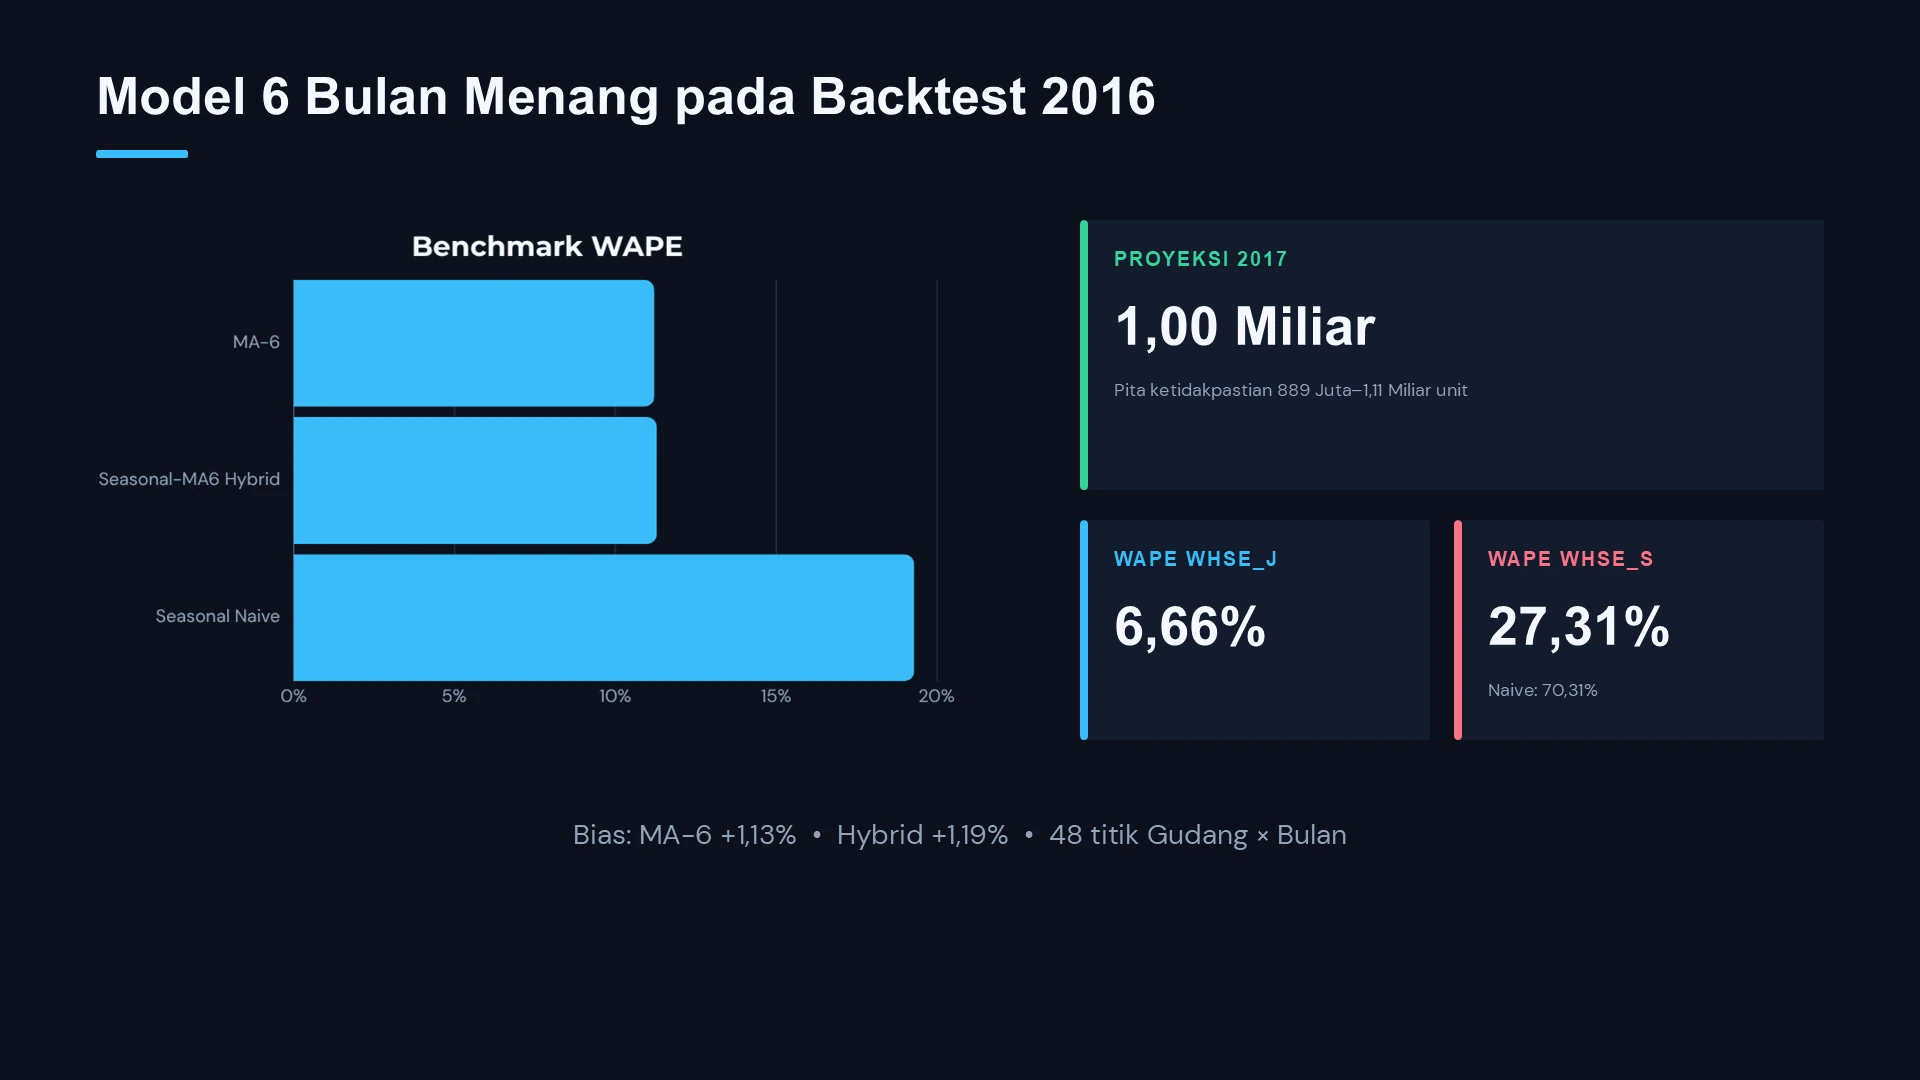 Model 6 Bulan Menang pada Backtest 2016
Benchmark WAPE
MA-6
Seasonal-MA6 Hybrid
Seasonal Naive
0%
5%
10%
15%
20%
PROYEKSI 2017
1,00 Miliar
Pita ketidakpastian 889 Juta–1,11 Miliar unit
WAPE WHSE_J
6,66%
WAPE WHSE_S
27,31%
Naive: 70,31%
Bias: MA-6 +1,13% • Hybrid +1,19% • 48 titik Gudang × Bulan